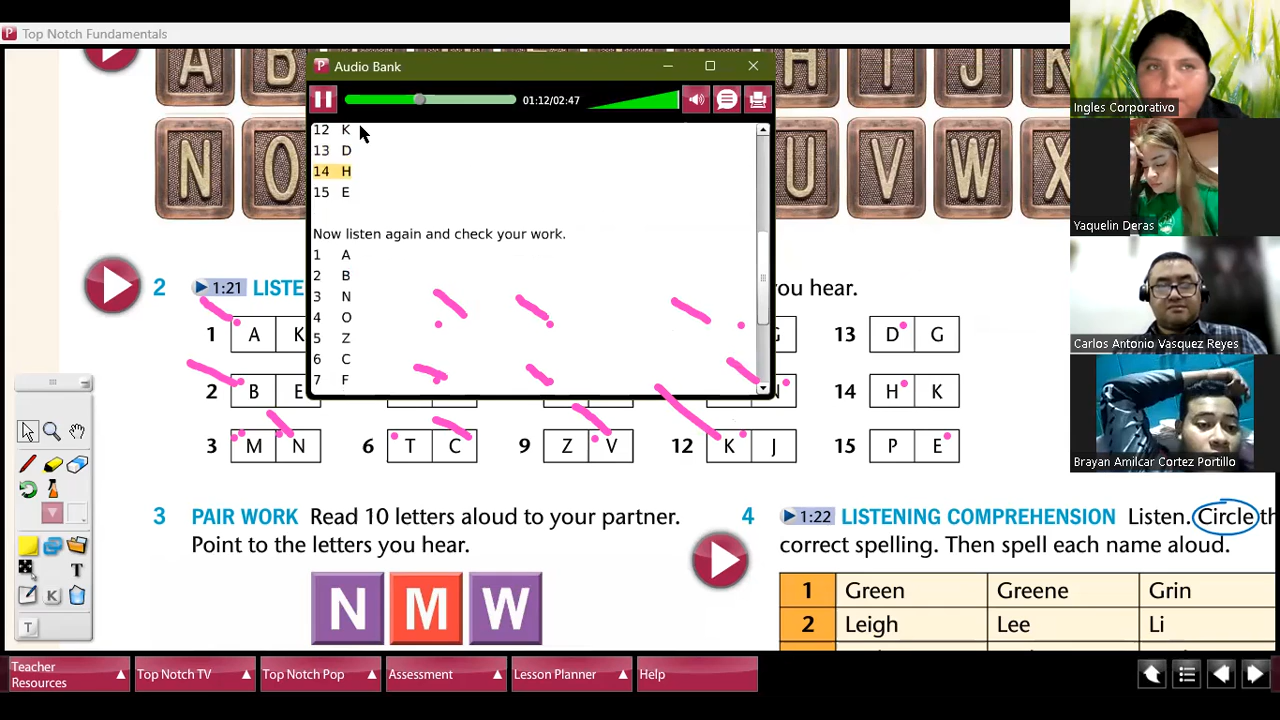 Top Notch Fundamentals
A B H I J K
N O U V W X
Audio Bank
01:12/02:47
12 K
13 D
14 H
15 E
Now listen again and check your work.
1 A
2 B
3 N
4 O
5 Z
6 C
7 F
2 1:21 LISTE you hear.
1 A K G 13 D G
2 B E N 14 H K
3 M N 6 T C 9 Z V 12 K J 15 P E
3 PAIR WORK Read 10 letters aloud to your partner.
Point to the letters you hear.
N M W
4 1:22 LISTENING COMPREHENSION Listen. Circle th
correct spelling. Then spell each name aloud.
1 Green Greene Grin
2 Leigh Lee Li
T
K
T
Teacher
Resources
Top Notch TV
Top Notch Pop
Assessment
Lesson Planner
Help
Ingles Corporativo
Yaquelin Deras
Carlos Antonio Vasquez Reyes
Brayan Amilcar Cortez Portillo